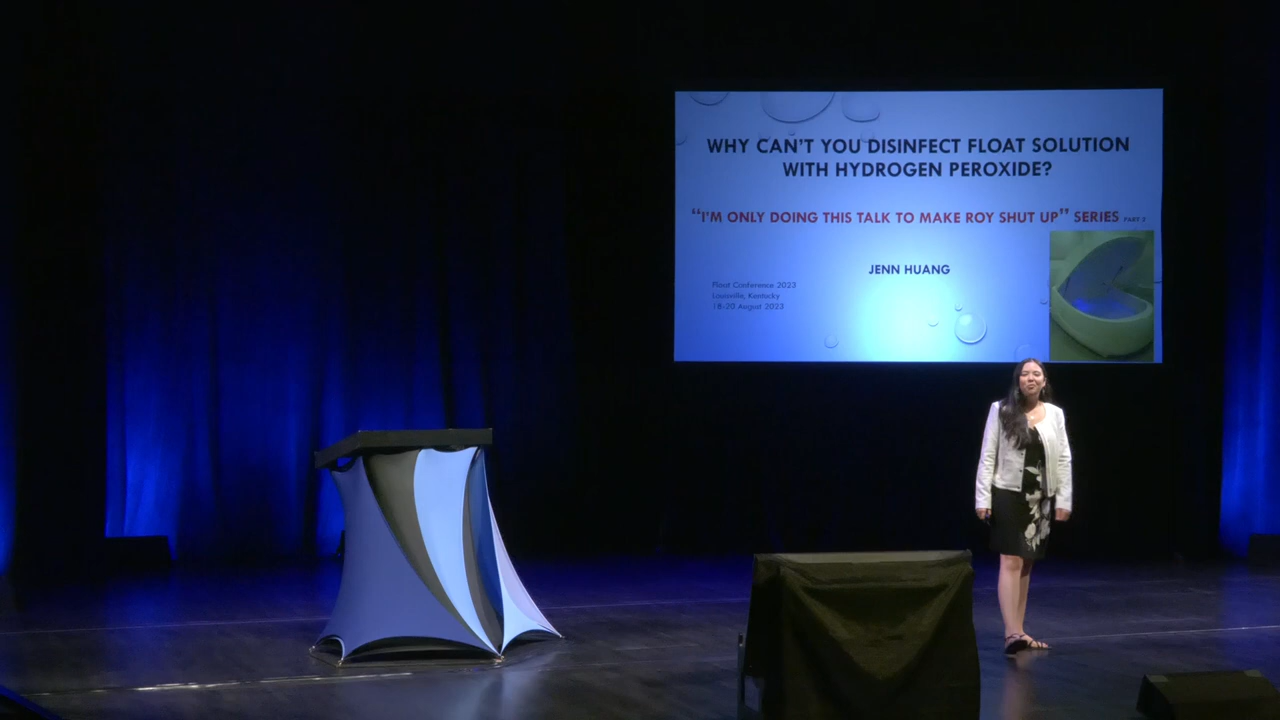 WHY CAN'T YOU DISINFECT FLOAT SOLUTION
WITH HYDROGEN PEROXIDE?
"I'M ONLY DOING THIS TALK TO MAKE ROY SHUT UP" SERIES PART
JENN HUANG
Float Conference 2023
Louisville, Kentucky
18-20 August 2023